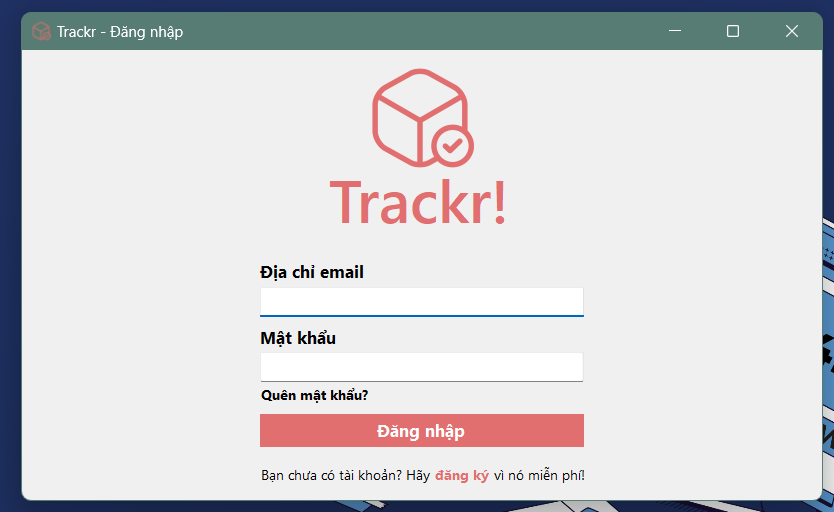 Trackr - Đăng nhập
Trackr!
Địa chỉ email
Mật khẩu
Quên mật khẩu?
Đăng nhập
Bạn chưa có tài khoản? Hãy đăng ký vì nó miễn phí!